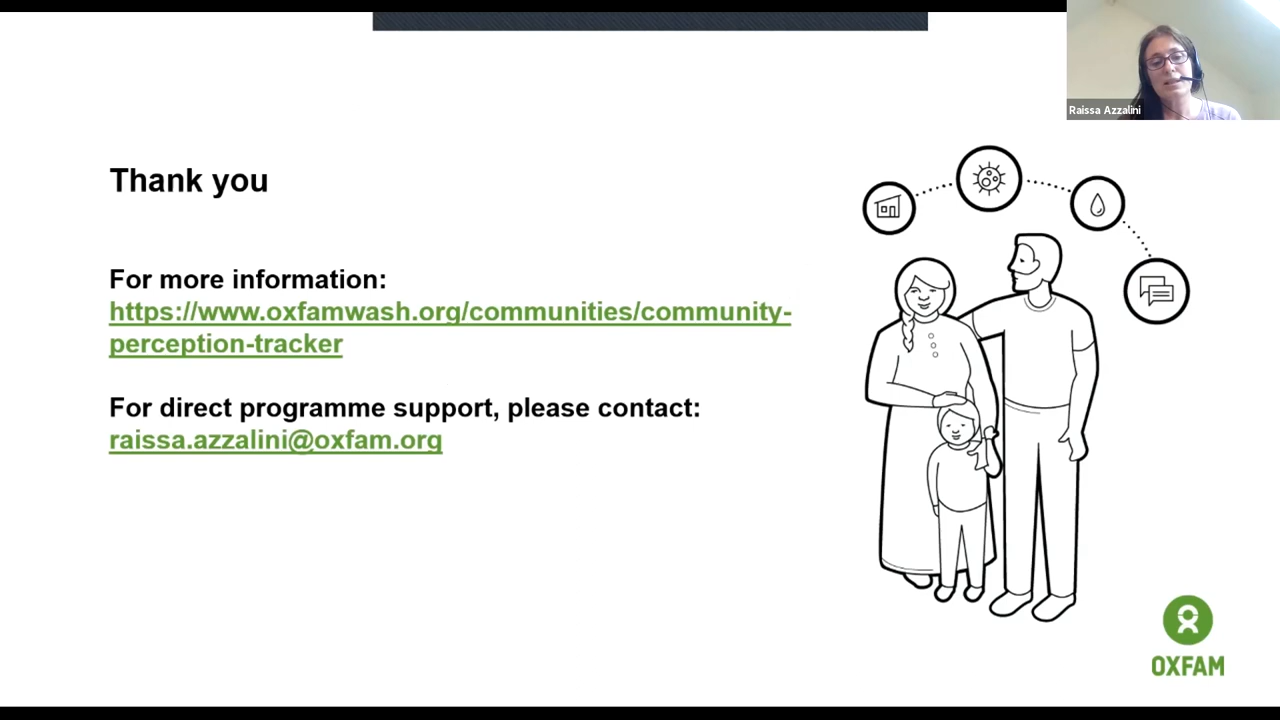 Raissa Azzalini
Thank you
For more information:
https://www.oxfamwash.org/communities/community-
perception-tracker
For direct programme support, please contact:
raissa.azzalini@oxfam.org
OXFAM